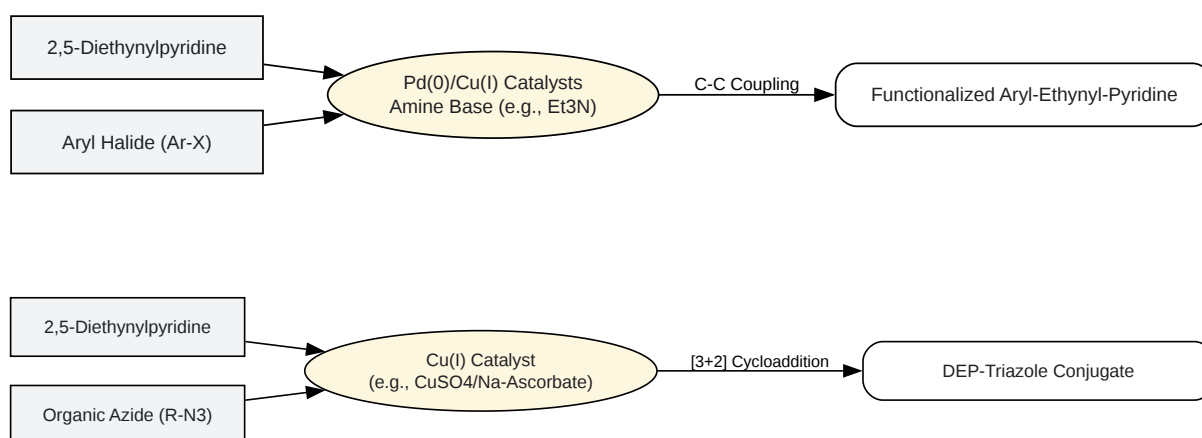 2,5-Diethynylpyridine
Aryl Halide (Ar-X)
Pd(0)/Cu(I) Catalysts
Amine Base (e.g., Et3N)
C-C Coupling
Functionalized Aryl-Ethynyl-Pyridine
2,5-Diethynylpyridine
Organic Azide (R-N3)
Cu(I) Catalyst
(e.g., CuSO4/Na-Ascorbate)
[3+2] Cycloaddition
DEP-Triazole Conjugate